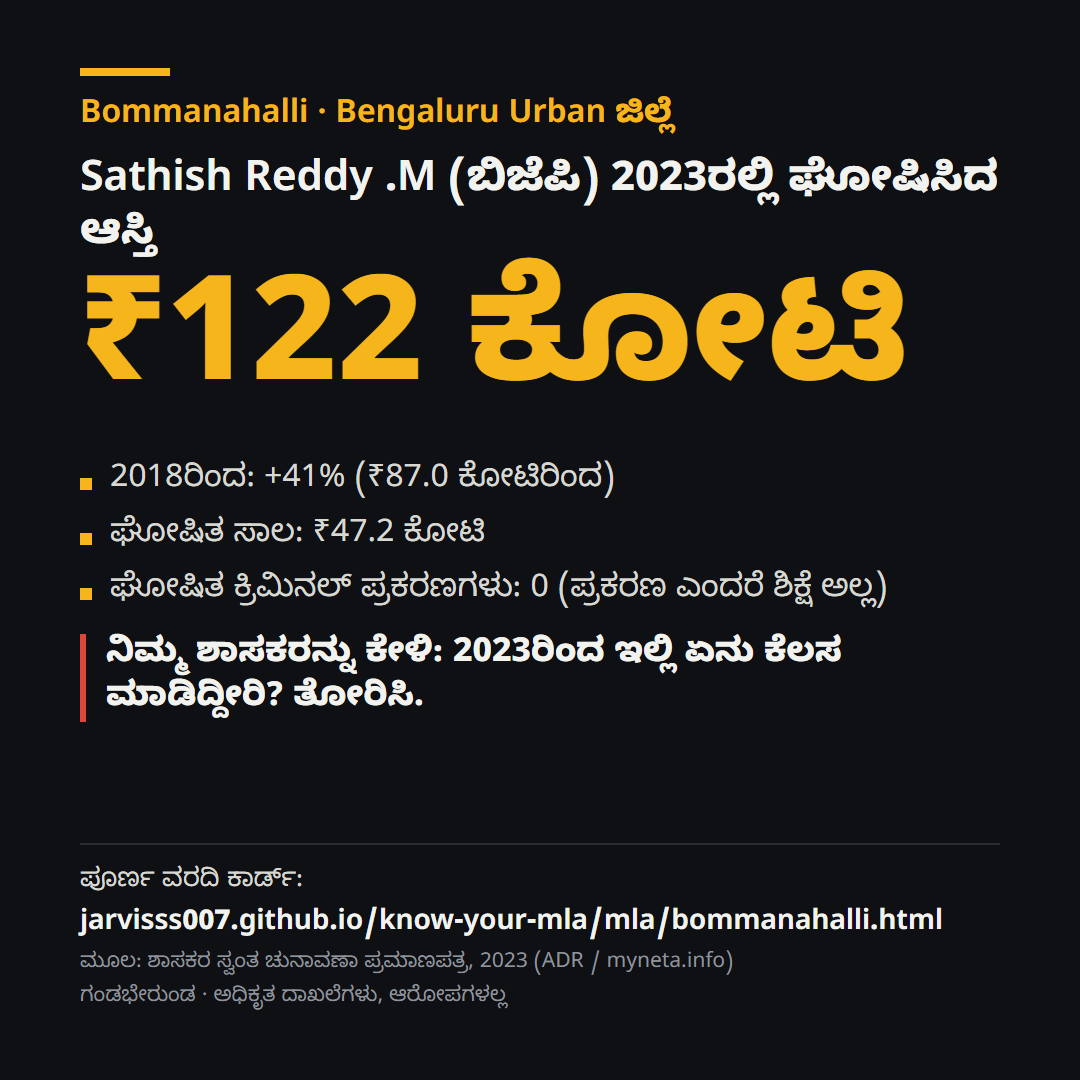 Bommanahalli · Bengaluru Urban ಜಿಲ್ಲೆ
Sathish Reddy .M (ಬಿಜೆಪಿ) 2023ರಲ್ಲಿ ಘೋಷಿಸಿದ
ಆಸ್ತಿ
₹122 ಕೋಟಿ
2018ರಿಂದ: +41% (₹87.0 ಕೋಟಿರಿಂದ)
ಘೋಷಿತ ಸಾಲ: ₹47.2 ಕೋಟಿ
ಘೋಷಿತ ಕ್ರಿಮಿನಲ್ ಪ್ರಕರಣಗಳು: 0 (ಪ್ರಕರಣ ಎಂದರೆ ಶಿಕ್ಷೆ ಅಲ್ಲ)
ನಿಮ್ಮ ಶಾಸಕರನ್ನು ಕೇಳಿ: 2023ರಿಂದ ಇಲ್ಲಿ ಏನು ಕೆಲಸ
ಮಾಡಿದ್ದೀರಿ? ತೋರಿಸಿ.
ಪೂರ್ಣ ವರದಿ ಕಾರ್ಡ್:
jarvisss007.github.io/know-your-mla/mla/bommanahalli.html
ಮೂಲ: ಶಾಸಕರ ಸ್ವಂತ ಚುನಾವಣಾ ಪ್ರಮಾಣಪತ್ರ, 2023 (ADR / myneta.info)
ಗಂಡಭೇರುಂಡ · ಅಧಿಕೃತ ದಾಖಲೆಗಳು, ಆರೋಪಗಳಲ್ಲ